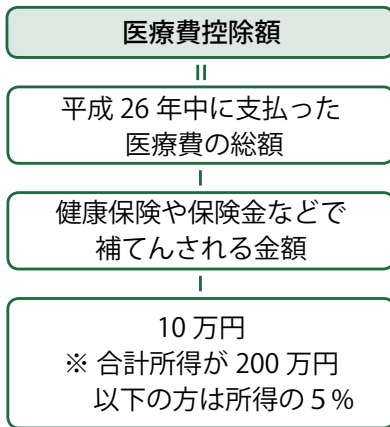 医療費控除額
=
平成 26 年中に支払った
医療費の総額
-
健康保険や保険金などで
補てんされる金額
-
10 万円
※ 合計所得が 200 万円
以下の方は所得の 5%